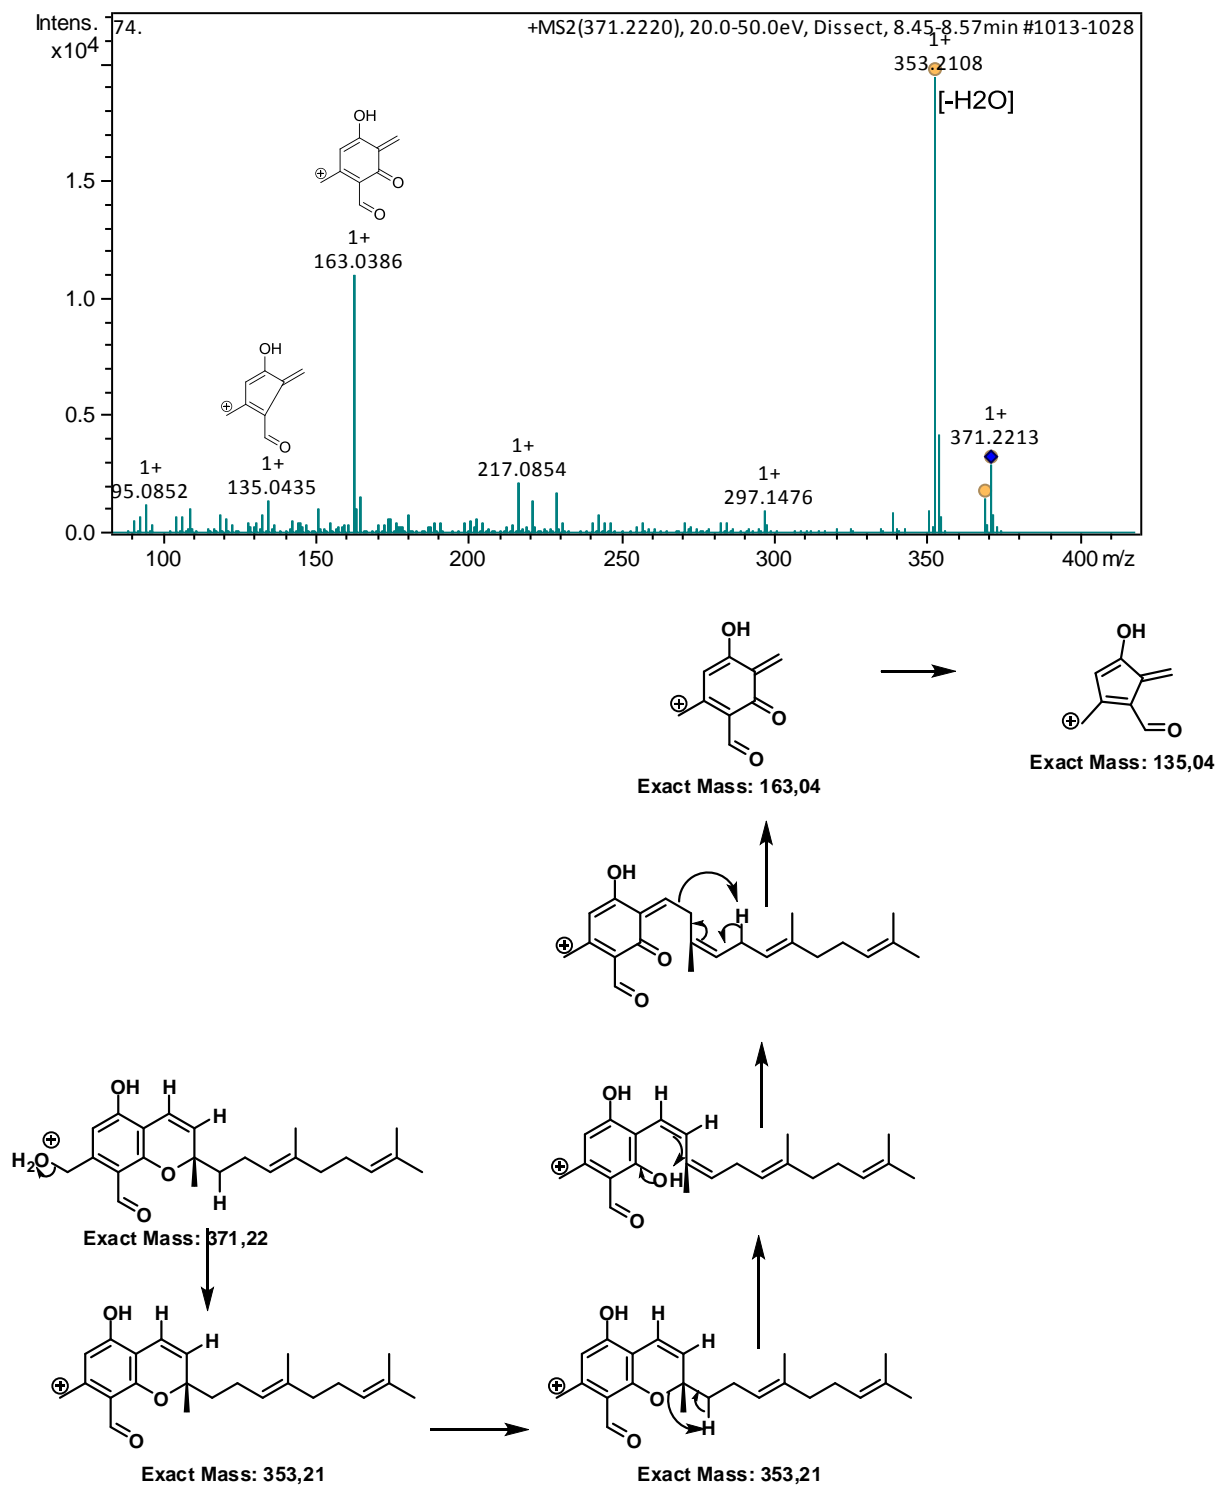 Intens.
x10⁴
74.
+MS2(371.2220), 20.0-50.0eV, Dissect, 8.45-8.57min #1013-1028
1+
353.2108
[-H2O]
OH
O
O
1.5
1+
163.0386
1.0
OH
O
0.5
1+
371.2213
1+
95.0852
1+
135.0435
1+
217.0854
1+
297.1476
0.0
100
150
200
250
300
350
400 m/z
OH
O
O
Exact Mass: 163,04
OH
O
Exact Mass: 135,04
OH
H
O
O
OH
H
H
H2O
O
H
O
Exact Mass: 371,22
OH
H
H
OH
O
OH
H
H
O
O
Exact Mass: 353,21
OH
H
H
O
H
O
Exact Mass: 353,21